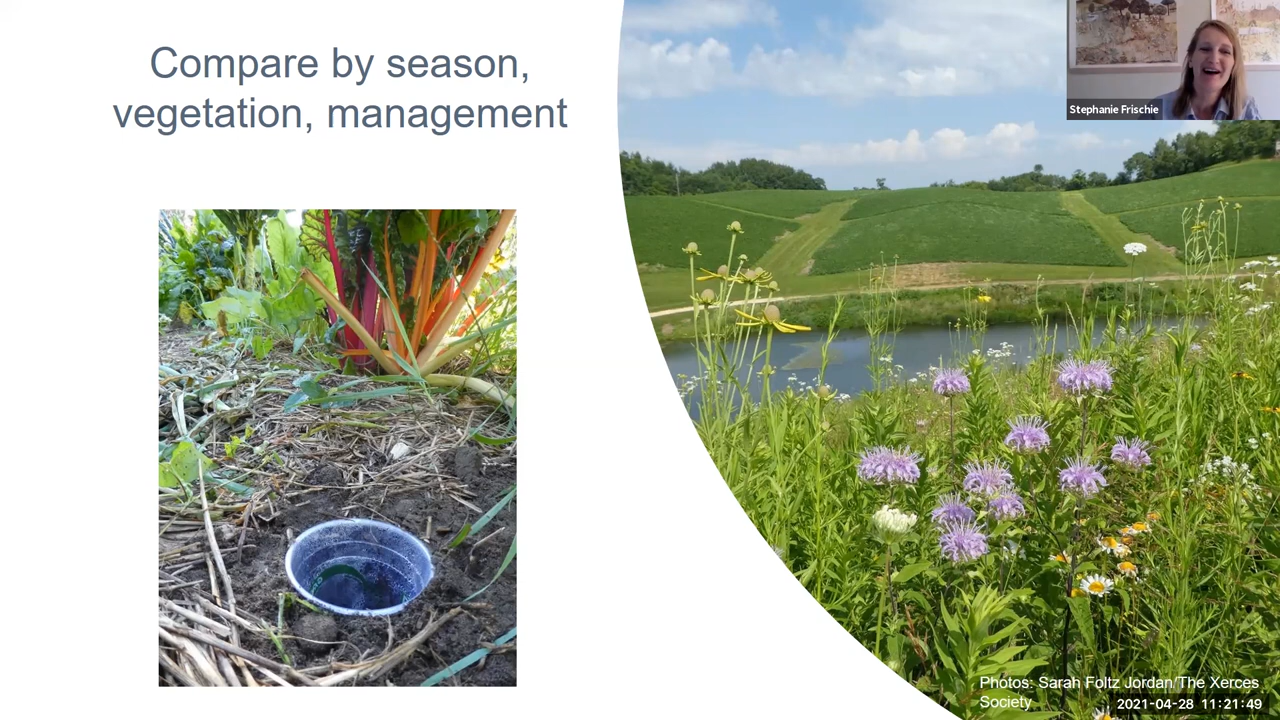 Compare by season,
vegetation, management
Stephanie Frischie
Photos: Sarah Foltz Jordan/The Xerces
Society
2021-04-28 11:21:49